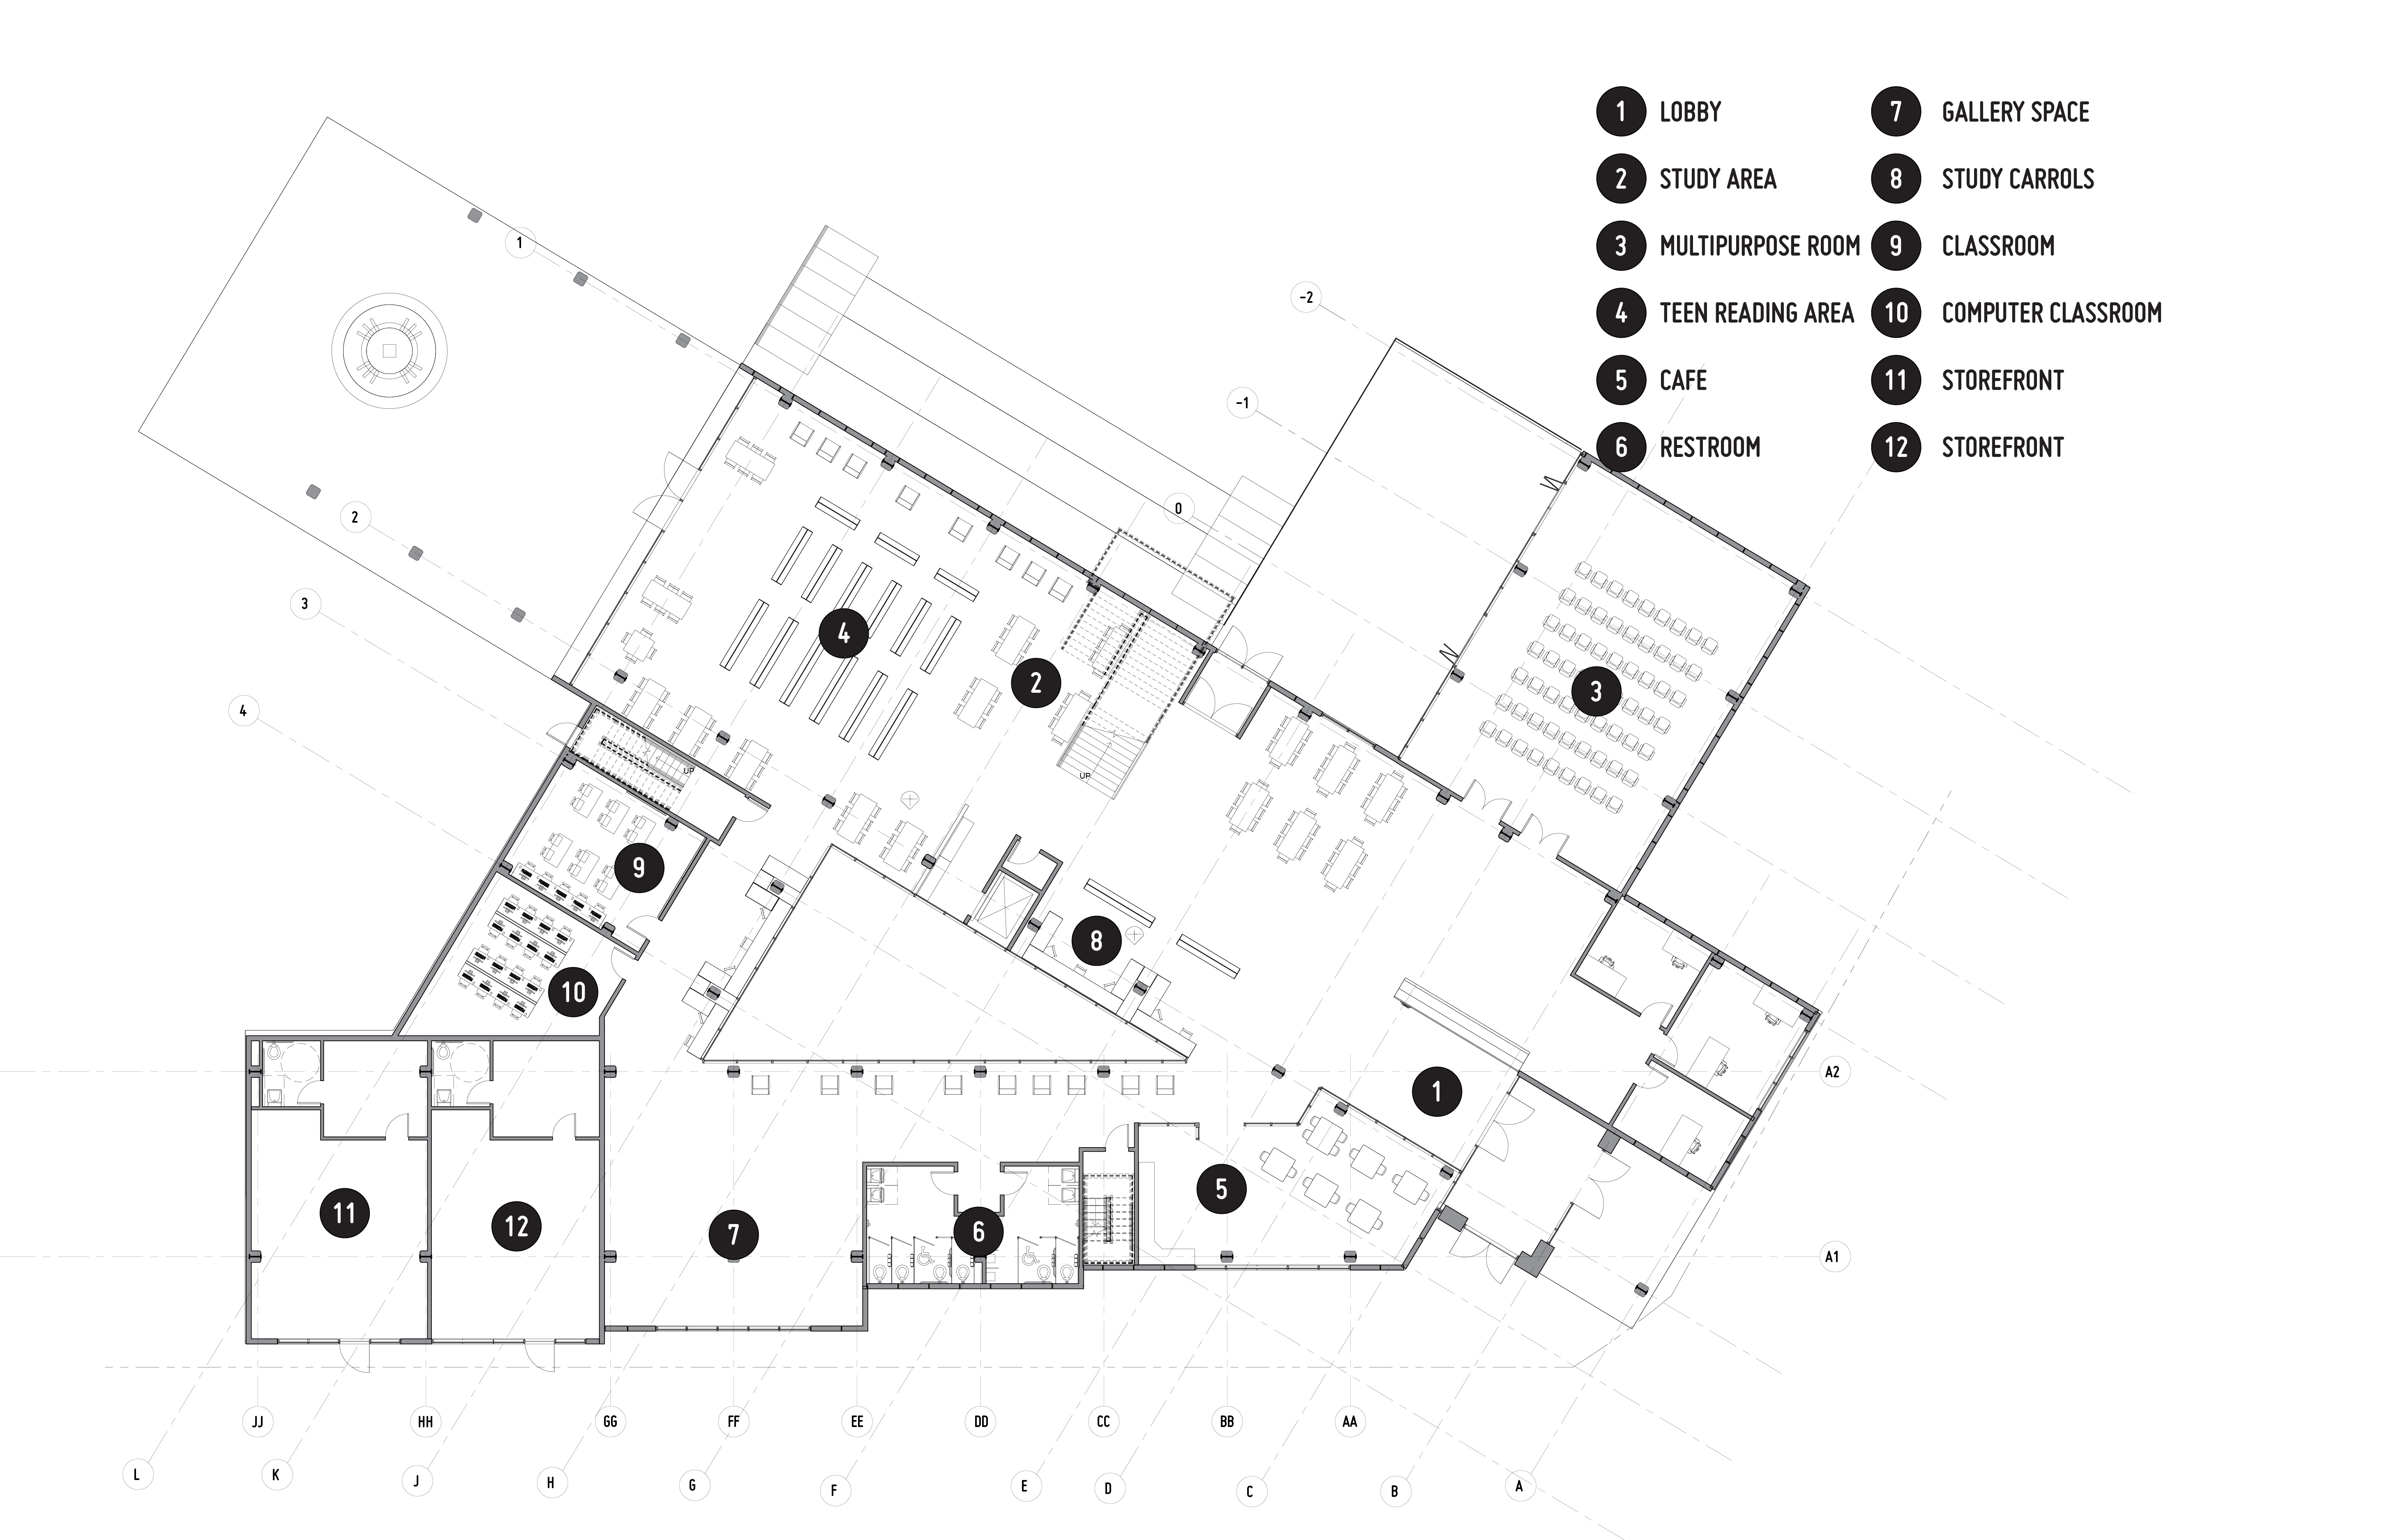 1 LOBBY
2 STUDY AREA
3 MULTIPURPOSE ROOM
4 TEEN READING AREA
5 CAFE
6 RESTROOM
7 GALLERY SPACE
8 STUDY CARROLS
9 CLASSROOM
10 COMPUTER CLASSROOM
11 STOREFRONT
12 STOREFRONT
1
-2
-1
0
2
3
4
4
2
3
UP
UP
9
8
10
1
A2
5
11
12
7
6
A1
JJ
HH
GG
FF
EE
DD
CC
BB
AA
L
K
J
H
G
F
E
D
C
B
A